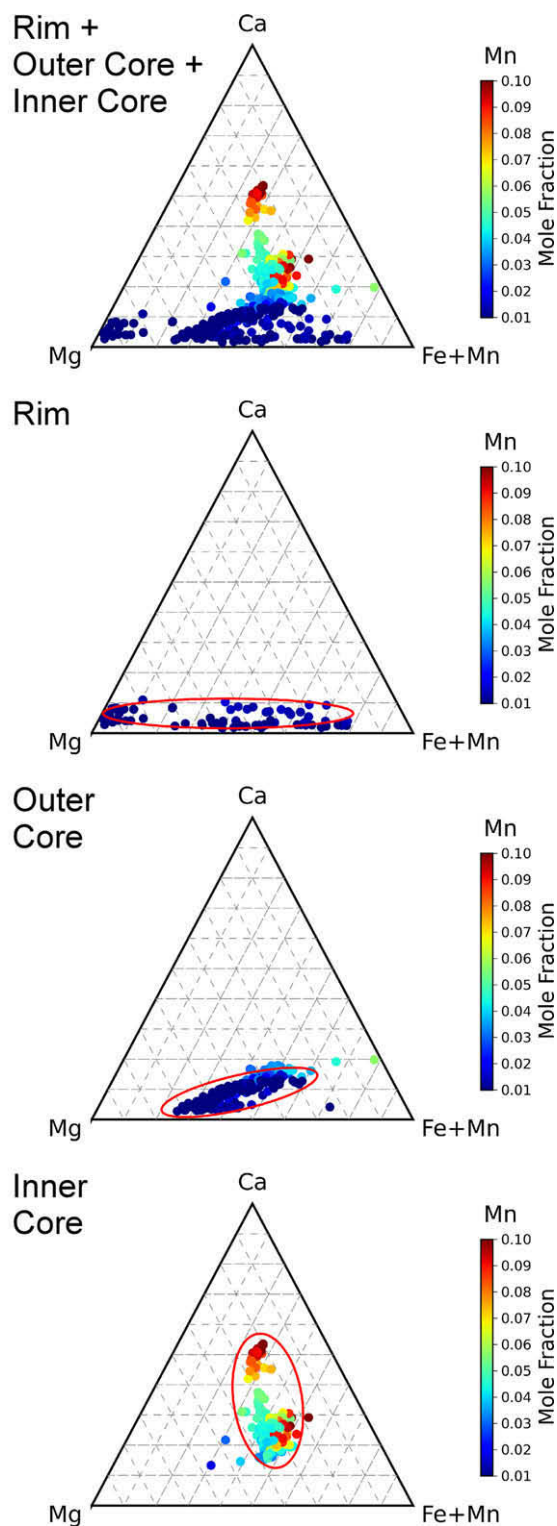 Rim +
Outer Core +
Inner Core
Ca
Mn
0.10
0.09
0.08
0.07
0.06
0.05
0.04
0.03
0.02
0.01
Mole Fraction
Mg
Fe+Mn
Rim
Ca
Mn
0.10
0.09
0.08
0.07
0.06
0.05
0.04
0.03
0.02
0.01
Mole Fraction
Mg
Fe+Mn
Outer
Core
Ca
Mn
0.10
0.09
0.08
0.07
0.06
0.05
0.04
0.03
0.02
0.01
Mole Fraction
Mg
Fe+Mn
Inner
Core
Ca
Mn
0.10
0.09
0.08
0.07
0.06
0.05
0.04
0.03
0.02
0.01
Mole Fraction
Mg
Fe+Mn